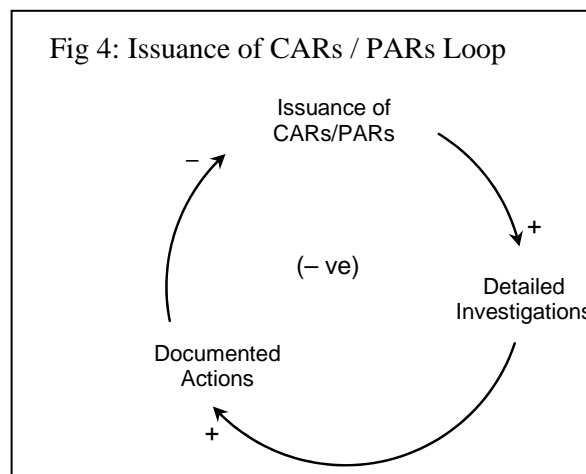 Fig 4: Issuance of CARs / PARs Loop
Issuance of
CARs/PARs
–
+
(– ve)
Detailed
Investigations
Documented
Actions
+